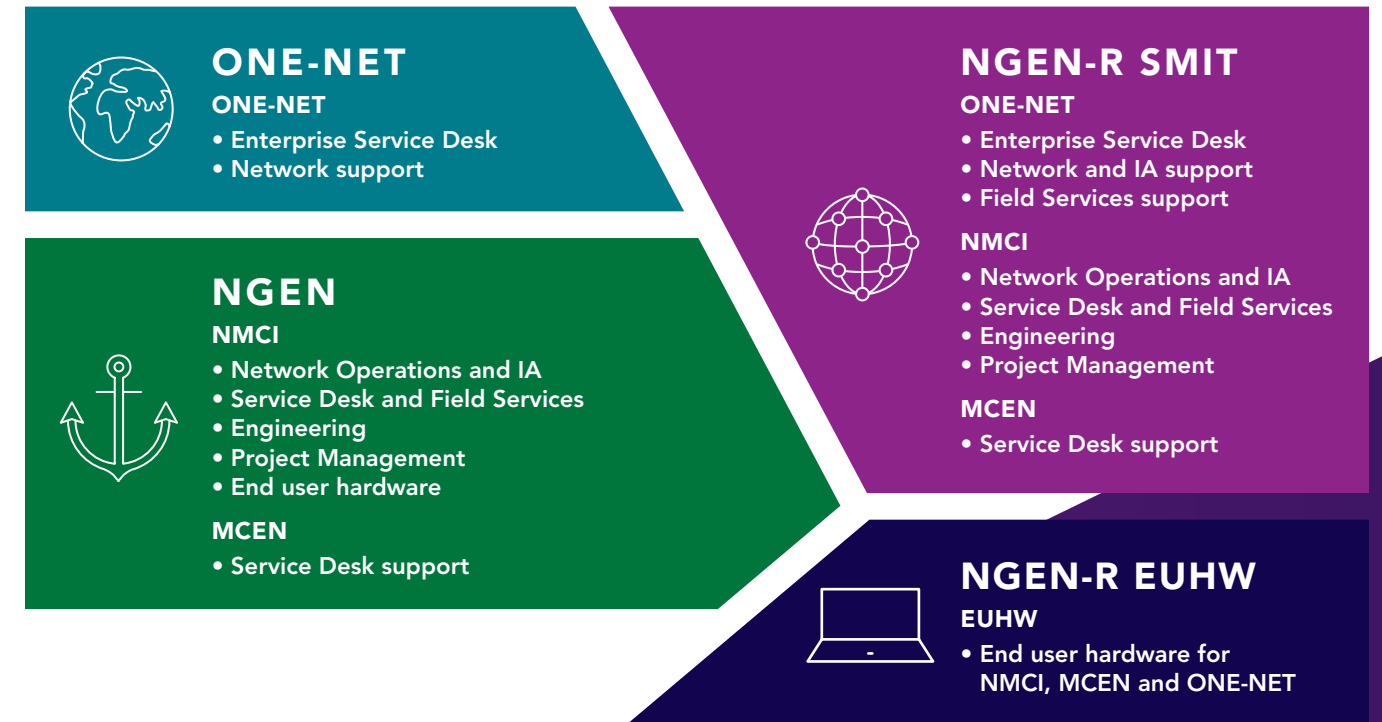 ONE-NET
ONE-NET
• Enterprise Service Desk
• Network support
NGEN
NMCI
• Network Operations and IA
• Service Desk and Field Services
• Engineering
• Project Management
• End user hardware
MCEN
• Service Desk support
NGEN-R SMIT
ONE-NET
• Enterprise Service Desk
• Network and IA support
• Field Services support
NMCI
• Network Operations and IA
• Service Desk and Field Services
• Engineering
• Project Management
MCEN
• Service Desk support
NGEN-R EUHW
EUHW
• End user hardware for
NMCI, MCEN and ONE-NET